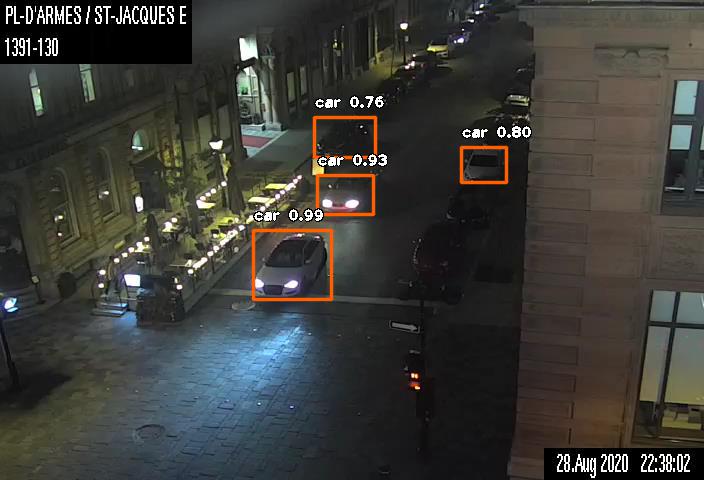 PL-D'ARMES / ST-JACQUES E
1391-130
car 0.76
car 0.80
car 0.93
car 0.99
28.Aug 2020 22:38:02